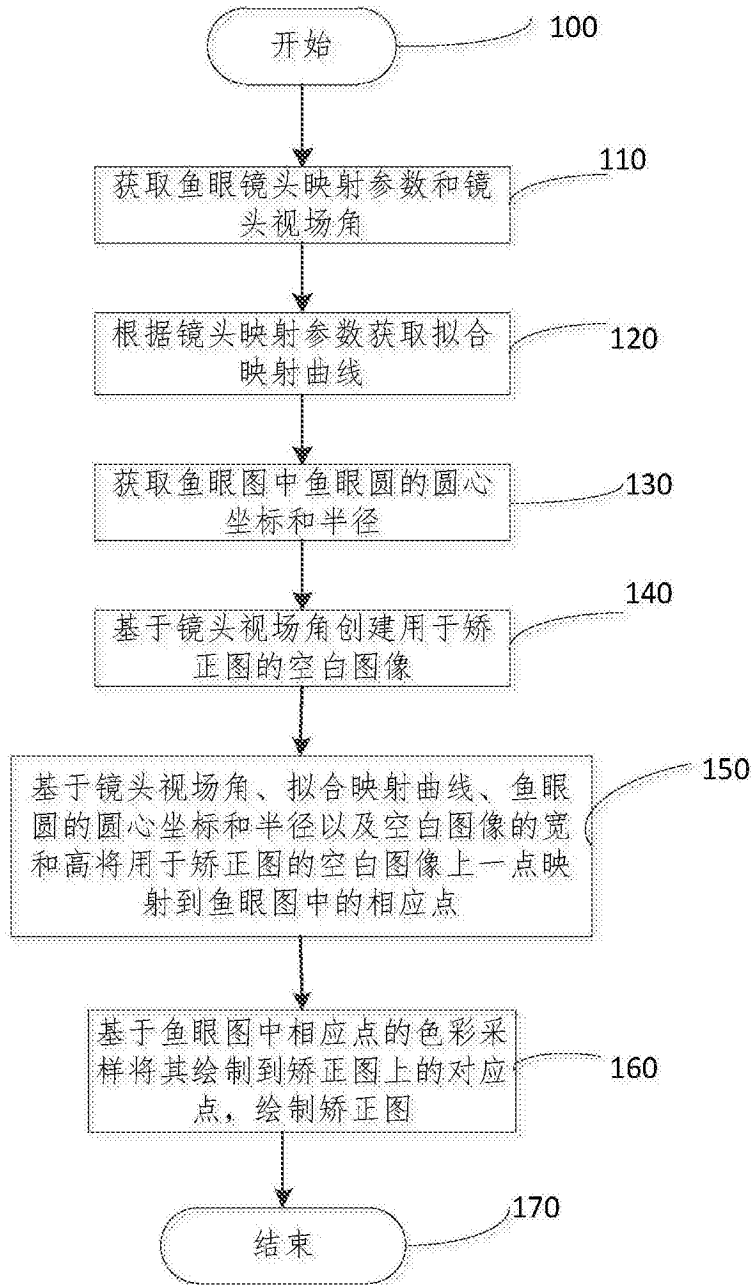 开始
100
110
获取鱼眼镜头映射参数和镜
头视场角
根据镜头映射参数获取拟合
映射曲线
120
获取鱼眼图中鱼眼圆的圆心
坐标和半径
130
140
基于镜头视场角创建用于矫
正图的空白图像
150
基于镜头视场角、拟合映射曲线、鱼眼
圆的圆心坐标和半径以及空白图像的宽
和高将用于矫正图的空白图像上一点映
射到鱼眼图中的相应点
基于鱼眼图中相应点的色彩采
样将其绘制到矫正图上的对应
点，绘制矫正图
160
170
结束